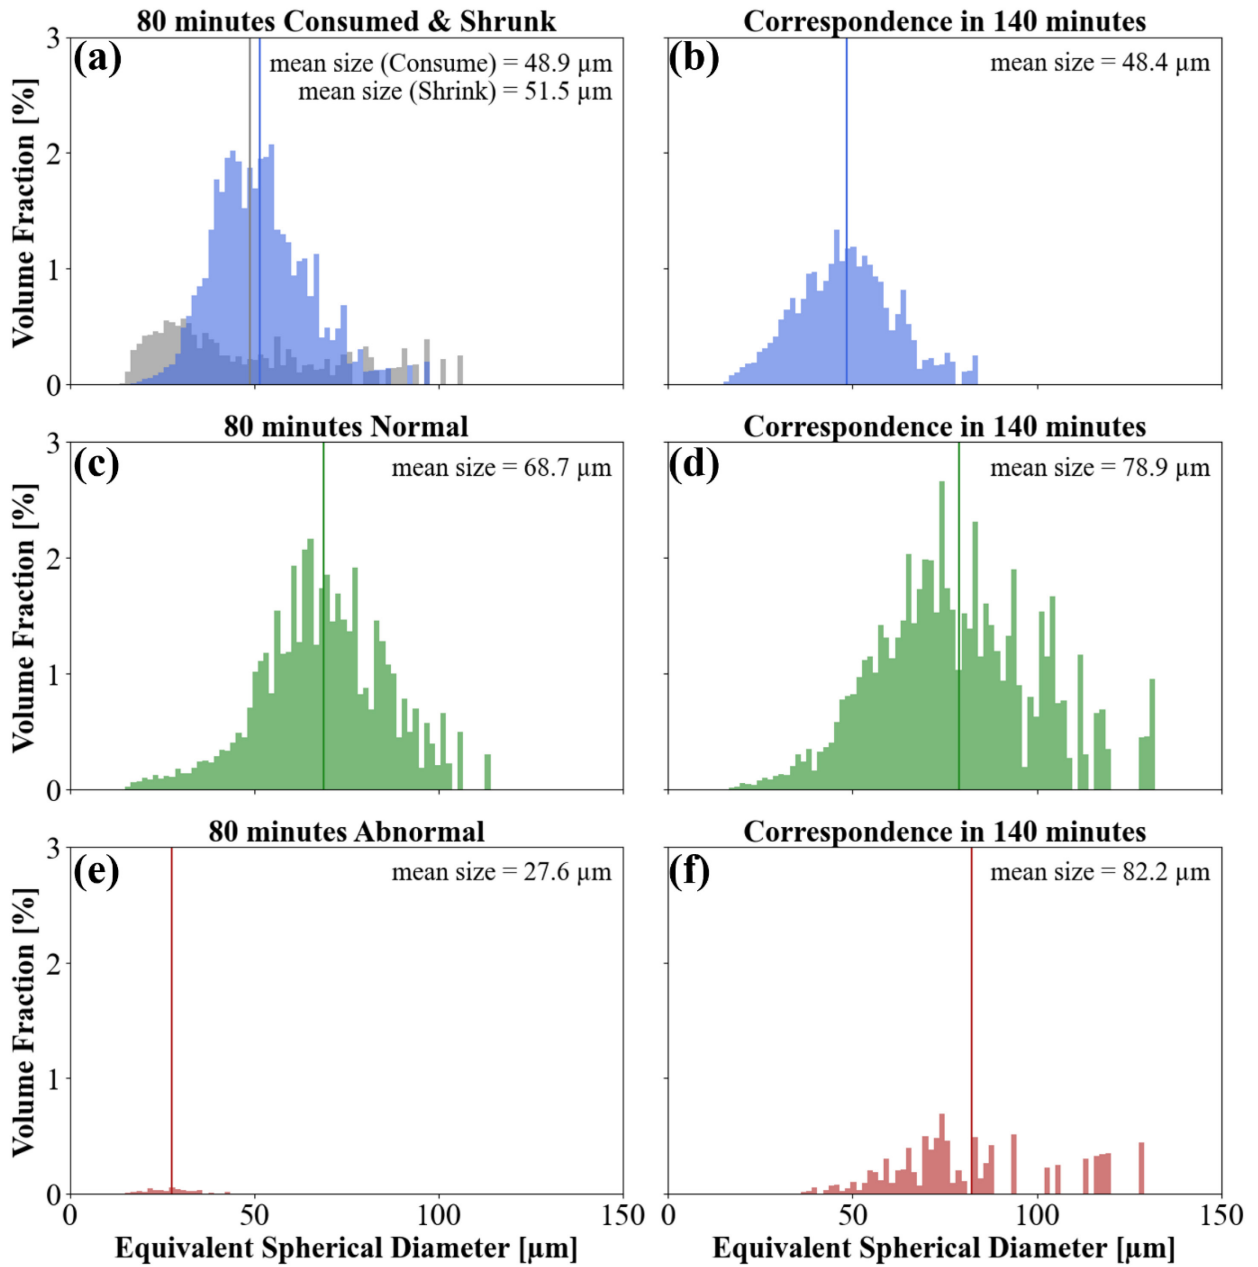 80 minutes Consumed & Shrunk
Correspondence in 140 minutes
(a)
mean size (Consume) = 48.9 µm
mean size (Shrink) = 51.5 µm
(b)
mean size = 48.4 µm
Volume Fraction [%]
3
2
1
0
80 minutes Normal
Correspondence in 140 minutes
(c)
mean size = 68.7 µm
(d)
mean size = 78.9 µm
Volume Fraction [%]
3
2
1
0
80 minutes Abnormal
Correspondence in 140 minutes
(e)
mean size = 27.6 µm
(f)
mean size = 82.2 µm
Volume Fraction [%]
3
2
1
0
0 50 100 150
0 50 100 150
Equivalent Spherical Diameter [µm]
Equivalent Spherical Diameter [µm]